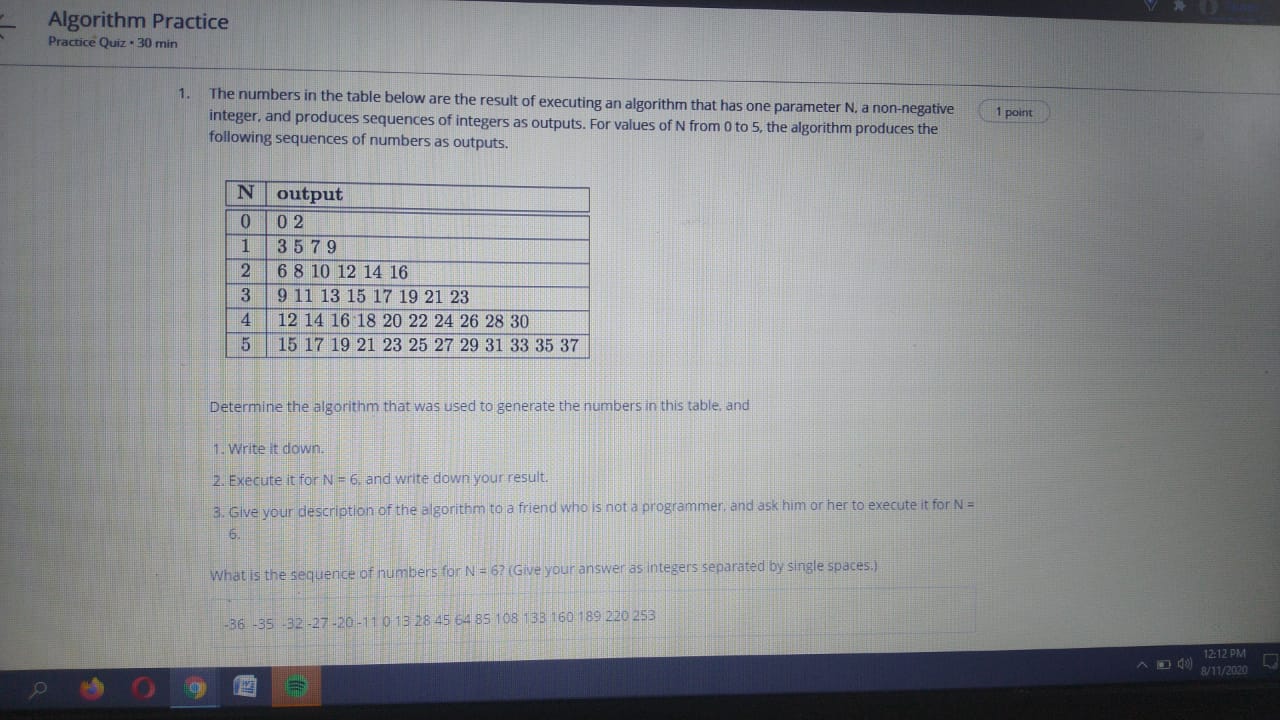 Algorithm Practice
Practice Quiz • 30 min
1. The numbers in the table below are the result of executing an algorithm that has one parameter N, a non-negative
integer, and produces sequences of integers as outputs. For values of N from 0 to 5, the algorithm produces the
following sequences of numbers as outputs.
1 point
N output
0 0 2
1 3 5 7 9
2 6 8 10 12 14 16
3 9 11 13 15 17 19 21 23
4 12 14 16 18 20 22 24 26 28 30
5 15 17 19 21 23 25 27 29 31 33 35 37
Determine the algorithm that was used to generate the numbers in this table, and
1. Write it down.
2. Execute it for N = 6, and write down your result.
3. Give your description of the algorithm to a friend who is not a programmer, and ask him or her to execute it for N =
6.
What is the sequence of numbers for N = 6? (Give your answer as integers separated by single spaces.)
-36 -35 -32 -27 -20 -11 0 13 28 45 64 85 108 133 160 189 220 253
12:12 PM
8/11/2020